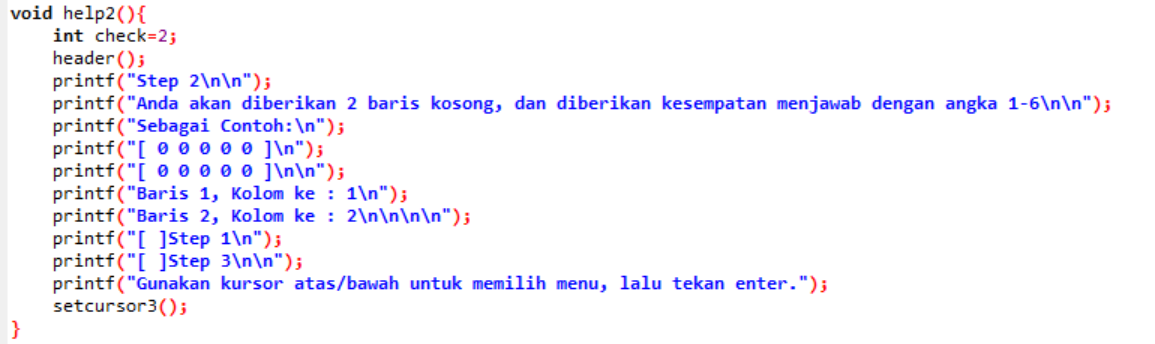 void help2(){
    int check=2;
    header();
    printf("Step 2\n\n");
    printf("Anda akan diberikan 2 baris kosong, dan diberikan kesempatan menjawab dengan angka 1-6\n\n");
    printf("Sebagai Contoh:\n");
    printf("[ 0 0 0 0 0 ]\n");
    printf("[ 0 0 0 0 0 ]\n\n");
    printf("Baris 1, Kolom ke : 1\n");
    printf("Baris 2, Kolom ke : 2\n\n\n\n");
    printf("[ ]Step 1\n");
    printf("[ ]Step 3\n\n");
    printf("Gunakan kursor atas/bawah untuk memilih menu, lalu tekan enter.");
    setcursor3();
}